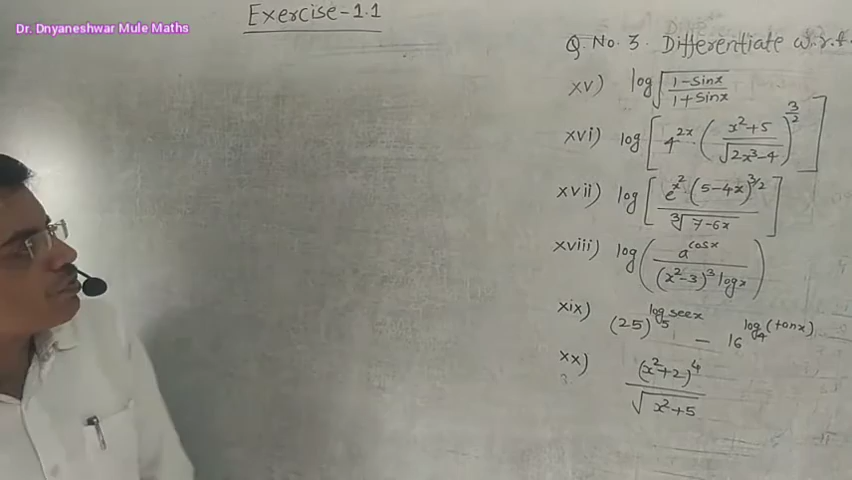 Dr. Dnyaneshwar Mule Maths
Exercise-1.1
Q. No. 3. Differentiate w.r.t.
xv) log√((1-sinx)/(1+sinx))
xvi) log[4^(2x) ((x²+5)/√(2x³-4))^(3/2)]
xvii) log[e^(x²) (5-4x)^(3/2) / ∛(7-6x)]
xviii) log(a^(cosx) / ((x²-3)³ logx))
xix) (25)^(log₅ secx) - 16^(log₄(tanx))
xx) (x²+2)⁴ / √(x²+5)